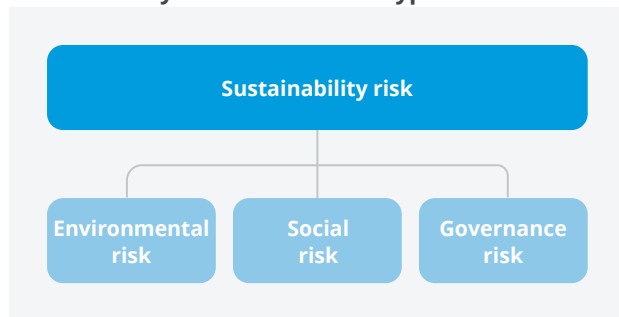 Sustainability risk
Environmental
risk
Social
risk
Governance
risk